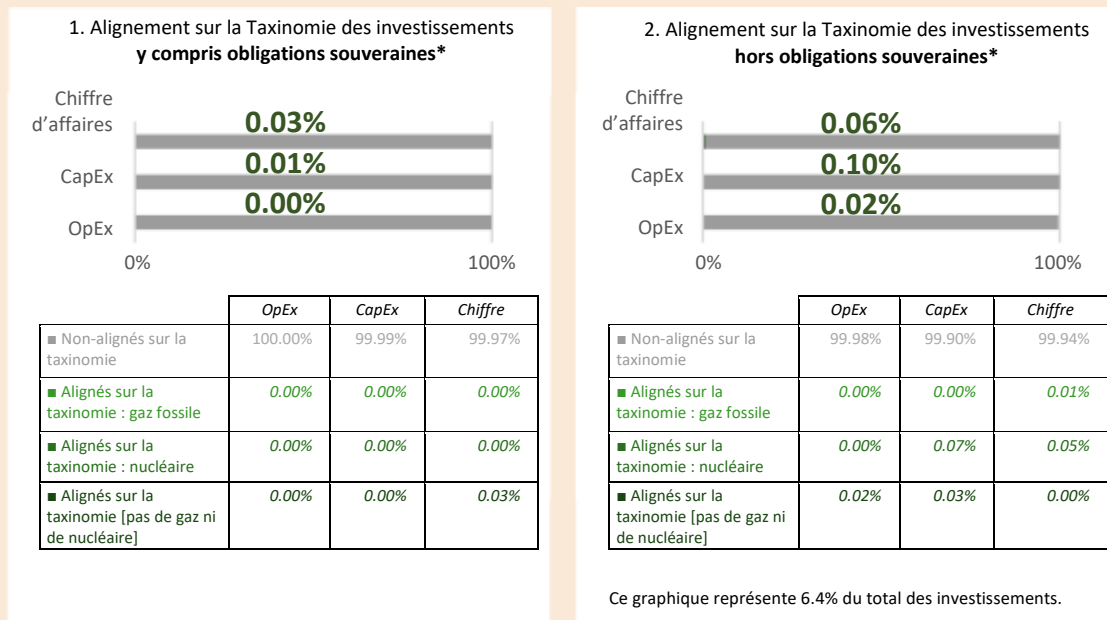 1. Alignement sur la Taxinomie des investissements
y compris obligations souveraines*
Chiffre
d'affaires
0.03%
CapEx
0.01%
OpEx
0.00%
0%
100%
OpEx CapEx Chiffre
■ Non-alignés sur la
taxinomie
100.00% 99.99% 99.97%
■ Alignés sur la
taxinomie : gaz fossile
0.00% 0.00% 0.00%
■ Alignés sur la
taxinomie : nucléaire
0.00% 0.00% 0.00%
■ Alignés sur la
taxinomie [pas de gaz ni
de nucléaire]
0.00% 0.00% 0.03%
2. Alignement sur la Taxinomie des investissements
hors obligations souveraines*
Chiffre
d'affaires
0.06%
CapEx
0.10%
OpEx
0.02%
0%
100%
OpEx CapEx Chiffre
■ Non-alignés sur la
taxinomie
99.98% 99.90% 99.94%
■ Alignés sur la
taxinomie : gaz fossile
0.00% 0.00% 0.01%
■ Alignés sur la
taxinomie : nucléaire
0.00% 0.07% 0.05%
■ Alignés sur la
taxinomie [pas de gaz ni
de nucléaire]
0.02% 0.03% 0.00%
Ce graphique représente 6.4% du total des investissements.